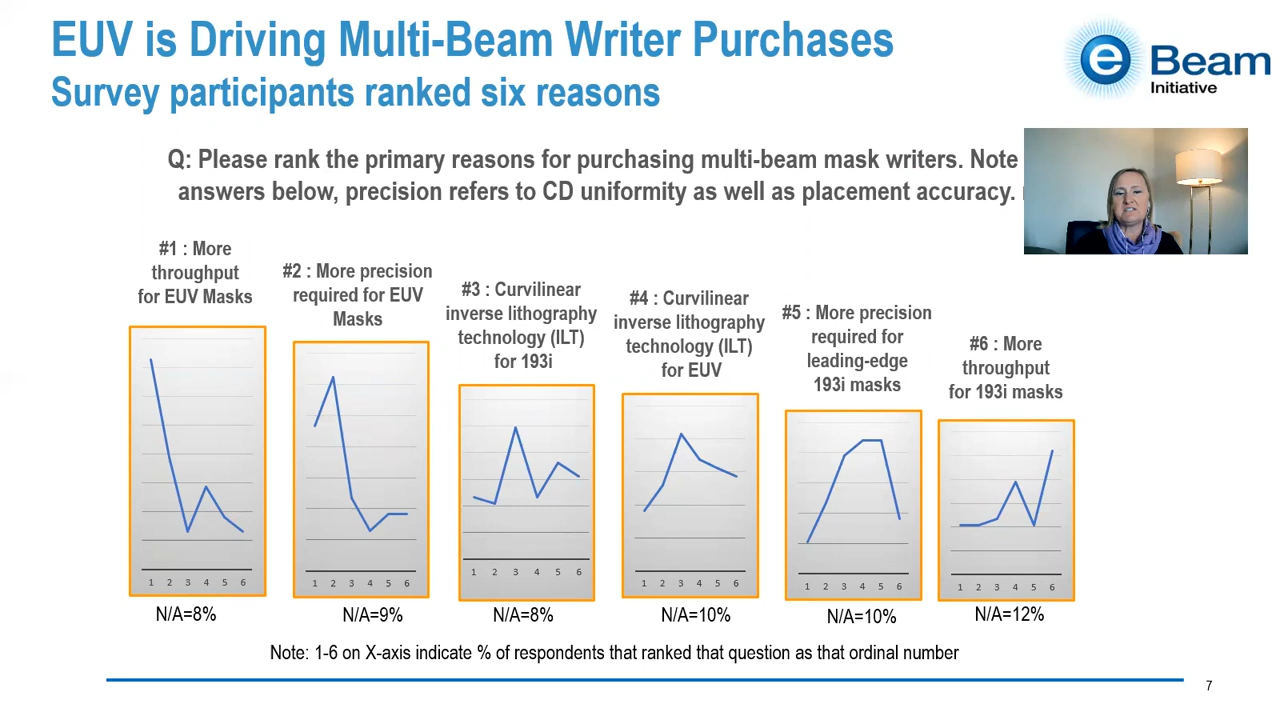 EUV is Driving Multi-Beam Writer Purchases
Survey participants ranked six reasons
e Beam
Initiative
Q: Please rank the primary reasons for purchasing multi-beam mask writers. Note
answers below, precision refers to CD uniformity as well as placement accuracy.
#1 : More
throughput
for EUV Masks
1 2 3 4 5 6
N/A=8%
#2 : More precision
required for EUV
Masks
1 2 3 4 5 6
N/A=9%
#3 : Curvilinear
inverse lithography
technology (ILT)
for 193i
1 2 3 4 5 6
N/A=8%
#4 : Curvilinear
inverse lithography
technology (ILT)
for EUV
1 2 3 4 5 6
N/A=10%
#5 : More precision
required for
leading-edge
193i masks
1 2 3 4 5 6
N/A=10%
#6 : More
throughput
for 193i masks
1 2 3 4 5 6
N/A=12%
Note: 1-6 on X-axis indicate % of respondents that ranked that question as that ordinal number
7